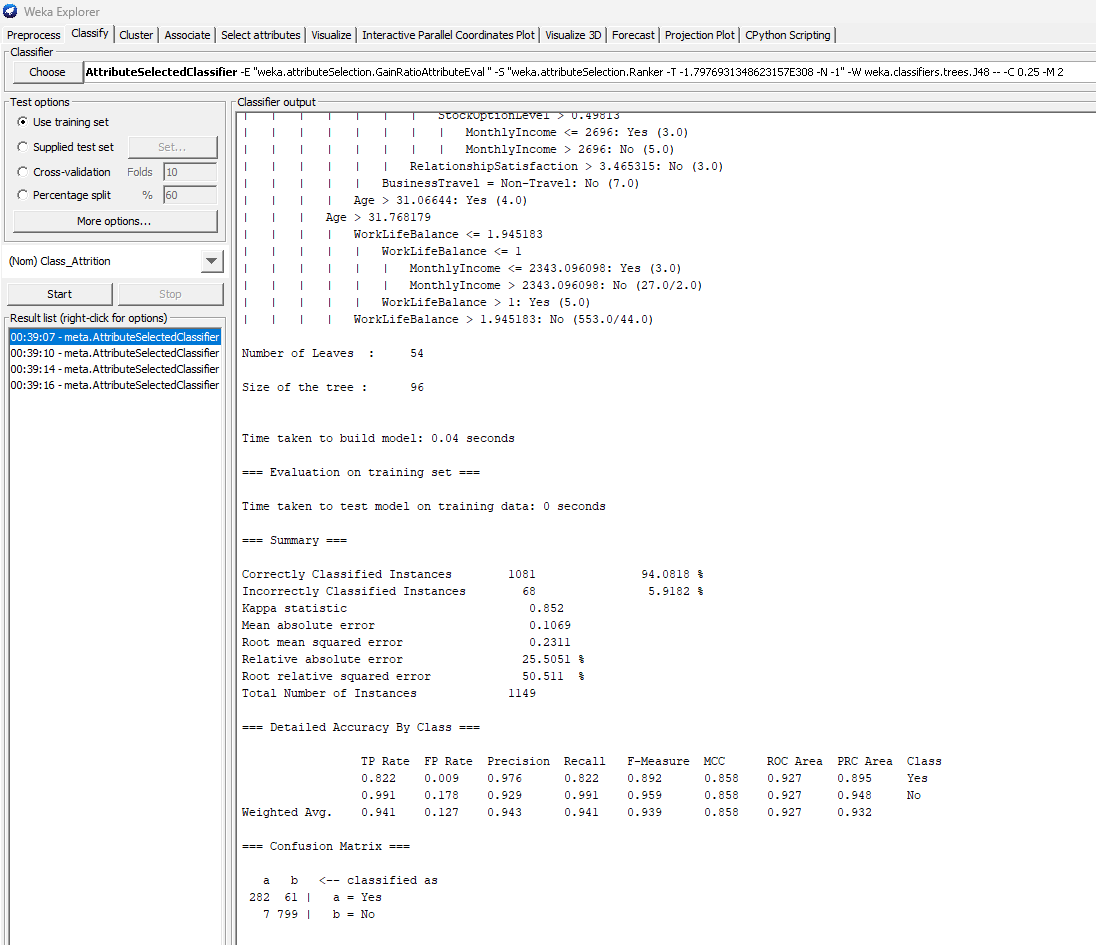 Weka Explorer
Preprocess Classify Cluster Associate Select attributes Visualize Interactive Parallel Coordinates Plot Visualize 3D Forecast Projection Plot CPython Scripting
Classifier
Choose AttributeSelectedClassifier -E "weka.attributeSelection.GainRatioAttributeEval " -S "weka.attributeSelection.Ranker -T -1.7976931348623157E308 -N -1" -W weka.classifiers.trees.J48 -- -C 0.25 -M 2
Test options
Use training set
Supplied test set Set...
Cross-validation Folds 10
Percentage split % 60
More options...
(Nom) Class_Attrition
Start Stop
Result list (right-click for options)
00:39:07 - meta.AttributeSelectedClassifier
00:39:10 - meta.AttributeSelectedClassifier
00:39:14 - meta.AttributeSelectedClassifier
00:39:16 - meta.AttributeSelectedClassifier
Classifier output
| | | | | | | StockOptionLevel > 0.49813
| | | | | | | | MonthlyIncome <= 2696: Yes (3.0)
| | | | | | | | MonthlyIncome > 2696: No (5.0)
| | | | | | RelationshipSatisfaction > 3.465315: No (3.0)
| | | | | BusinessTravel = Non-Travel: No (7.0)
| | | | Age > 31.06644: Yes (4.0)
| | | Age > 31.768179
| | | | WorkLifeBalance <= 1.945183
| | | | | WorkLifeBalance <= 1
| | | | | | MonthlyIncome <= 2343.096098: Yes (3.0)
| | | | | | MonthlyIncome > 2343.096098: No (27.0/2.0)
| | | | | WorkLifeBalance > 1: Yes (5.0)
| | | | WorkLifeBalance > 1.945183: No (553.0/44.0)
Number of Leaves : 54
Size of the tree : 96
Time taken to build model: 0.04 seconds
=== Evaluation on training set ===
Time taken to test model on training data: 0 seconds
=== Summary ===
Correctly Classified Instances 1081 94.0818 %
Incorrectly Classified Instances 68 5.9182 %
Kappa statistic 0.852
Mean absolute error 0.1069
Root mean squared error 0.2311
Relative absolute error 25.5051 %
Root relative squared error 50.511 %
Total Number of Instances 1149
=== Detailed Accuracy By Class ===
TP Rate FP Rate Precision Recall F-Measure MCC ROC Area PRC Area Class
0.822 0.009 0.976 0.822 0.892 0.858 0.927 0.895 Yes
0.991 0.178 0.929 0.991 0.959 0.858 0.927 0.948 No
Weighted Avg. 0.941 0.127 0.943 0.941 0.939 0.858 0.927 0.932
=== Confusion Matrix ===
a b <-- classified as
282 61 | a = Yes
7 799 | b = No